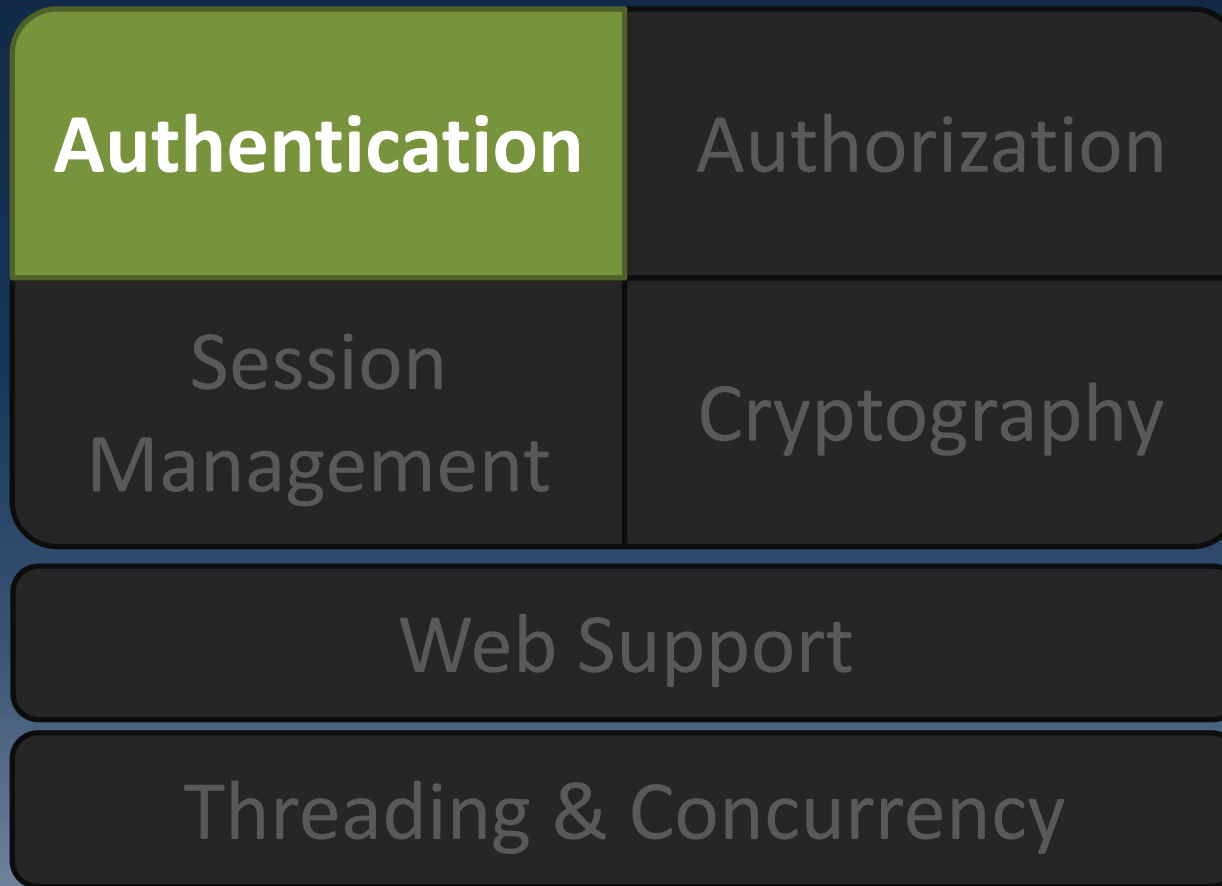 Authentication
Authorization
Session
Management
Cryptography
Web Support
Threading & Concurrency